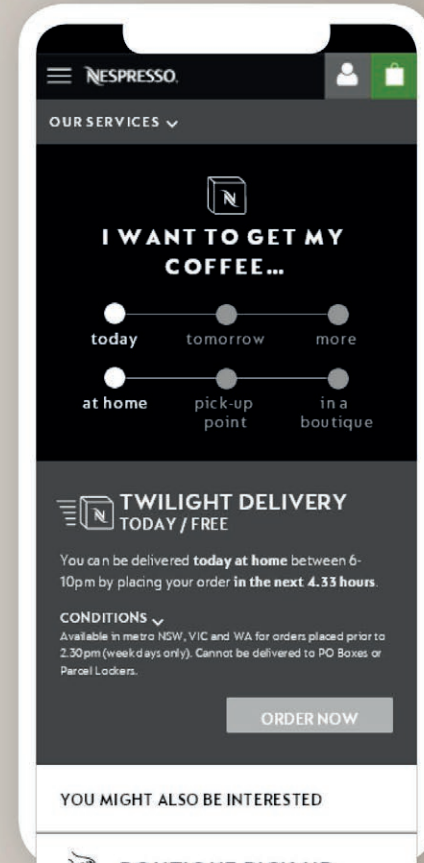 NESPRESSO.
OUR SERVICES
N
I WANT TO GET MY
COFFEE...
today tomorrow more
at home pick-up in a
point boutique
N TWILIGHT DELIVERY
TODAY / FREE
You can be delivered today at home between 6-
10pm by placing your order in the next 4.33 hours.
CONDITIONS
Available in metro NSW, VIC and WA for orders placed prior to
2.30pm (weekdays only). Cannot be delivered to PO Boxes or
Parcel Lockers.
ORDER NOW
YOU MIGHT ALSO BE INTERESTED
BOUTIQUE PICK UP